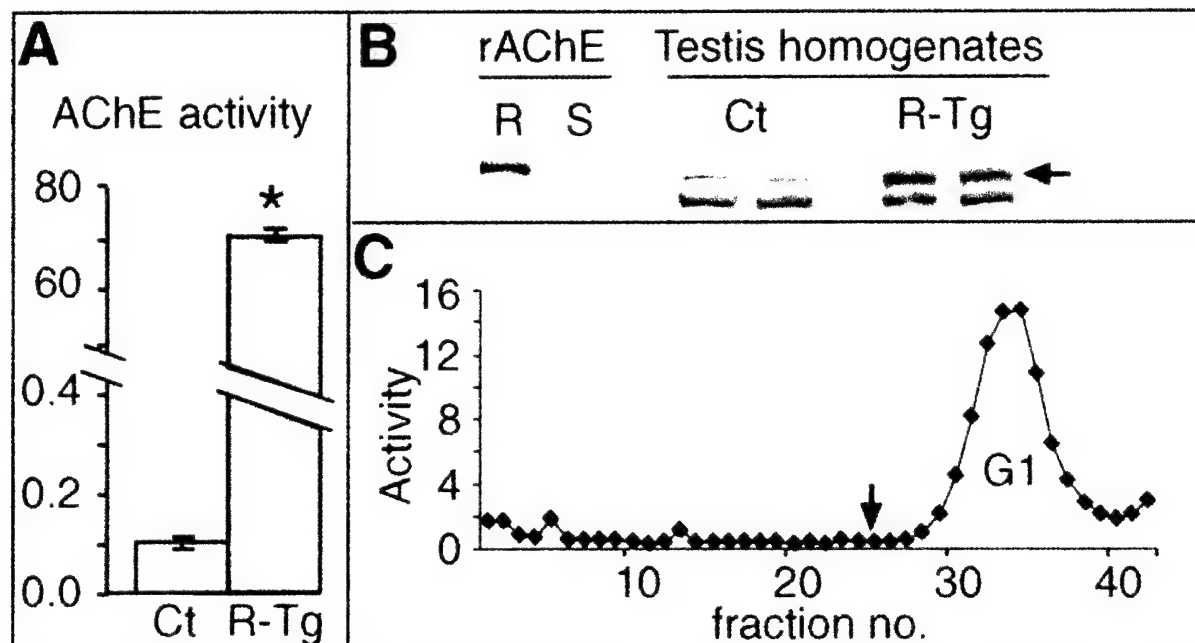 A
AChE activity
80
*
60
0.4
0.2
0.0
Ct R-Tg
B
rAChE Testis homogenates
R S Ct R-Tg
C
16
12
8
4
0
Activity
G1
10 20 30 40
fraction no.